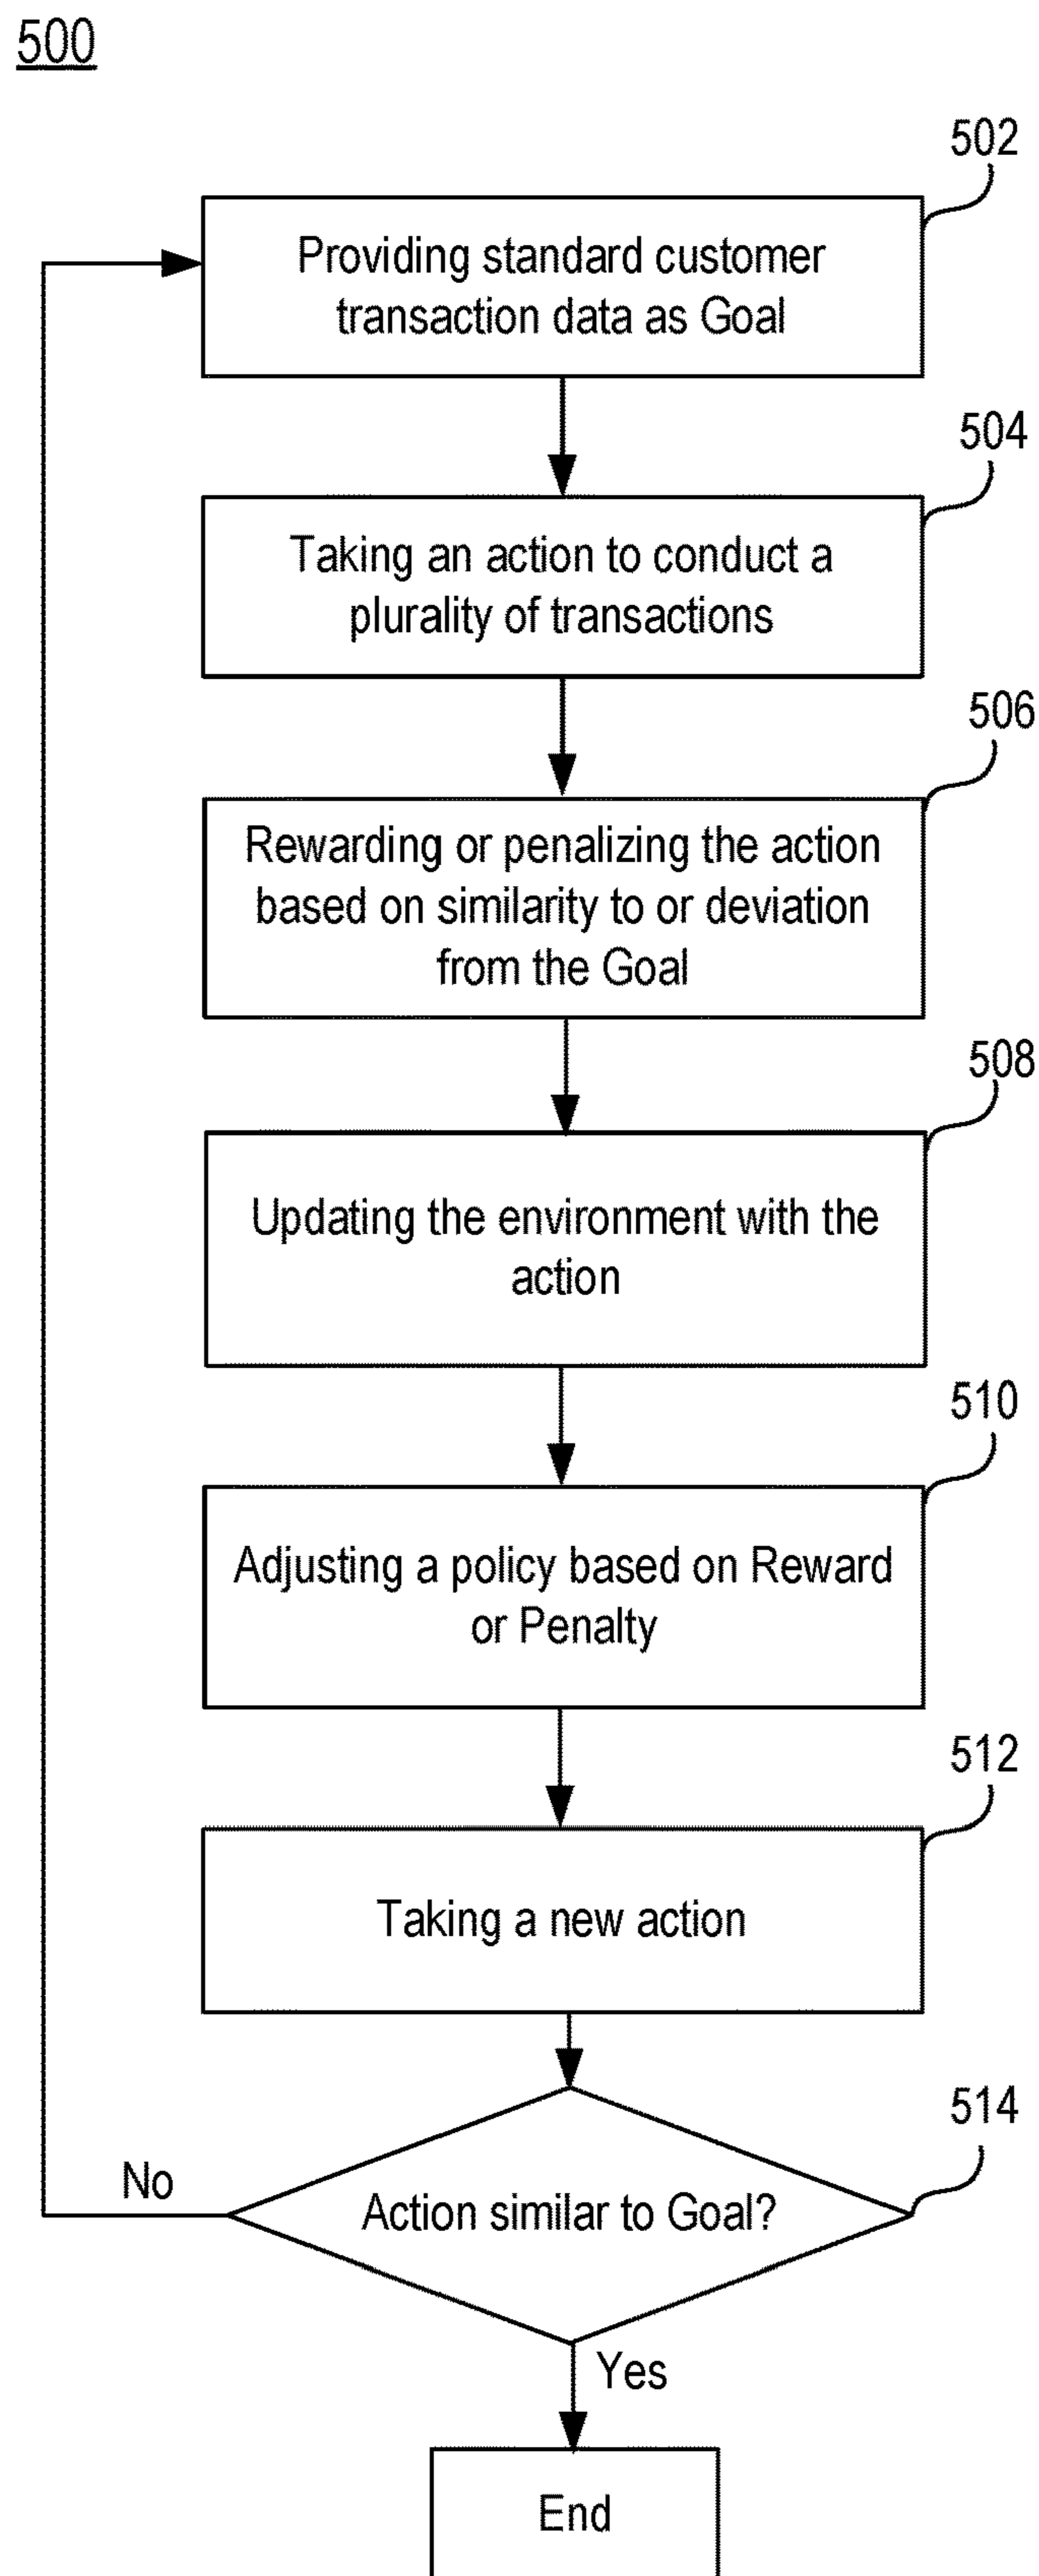 500
502
Providing standard customer
transaction data as Goal
504
Taking an action to conduct a
plurality of transactions
506
Rewarding or penalizing the action
based on similarity to or deviation
from the Goal
508
Updating the environment with the
action
510
Adjusting a policy based on Reward
or Penalty
512
Taking a new action
514
Action similar to Goal?
No
Yes
End